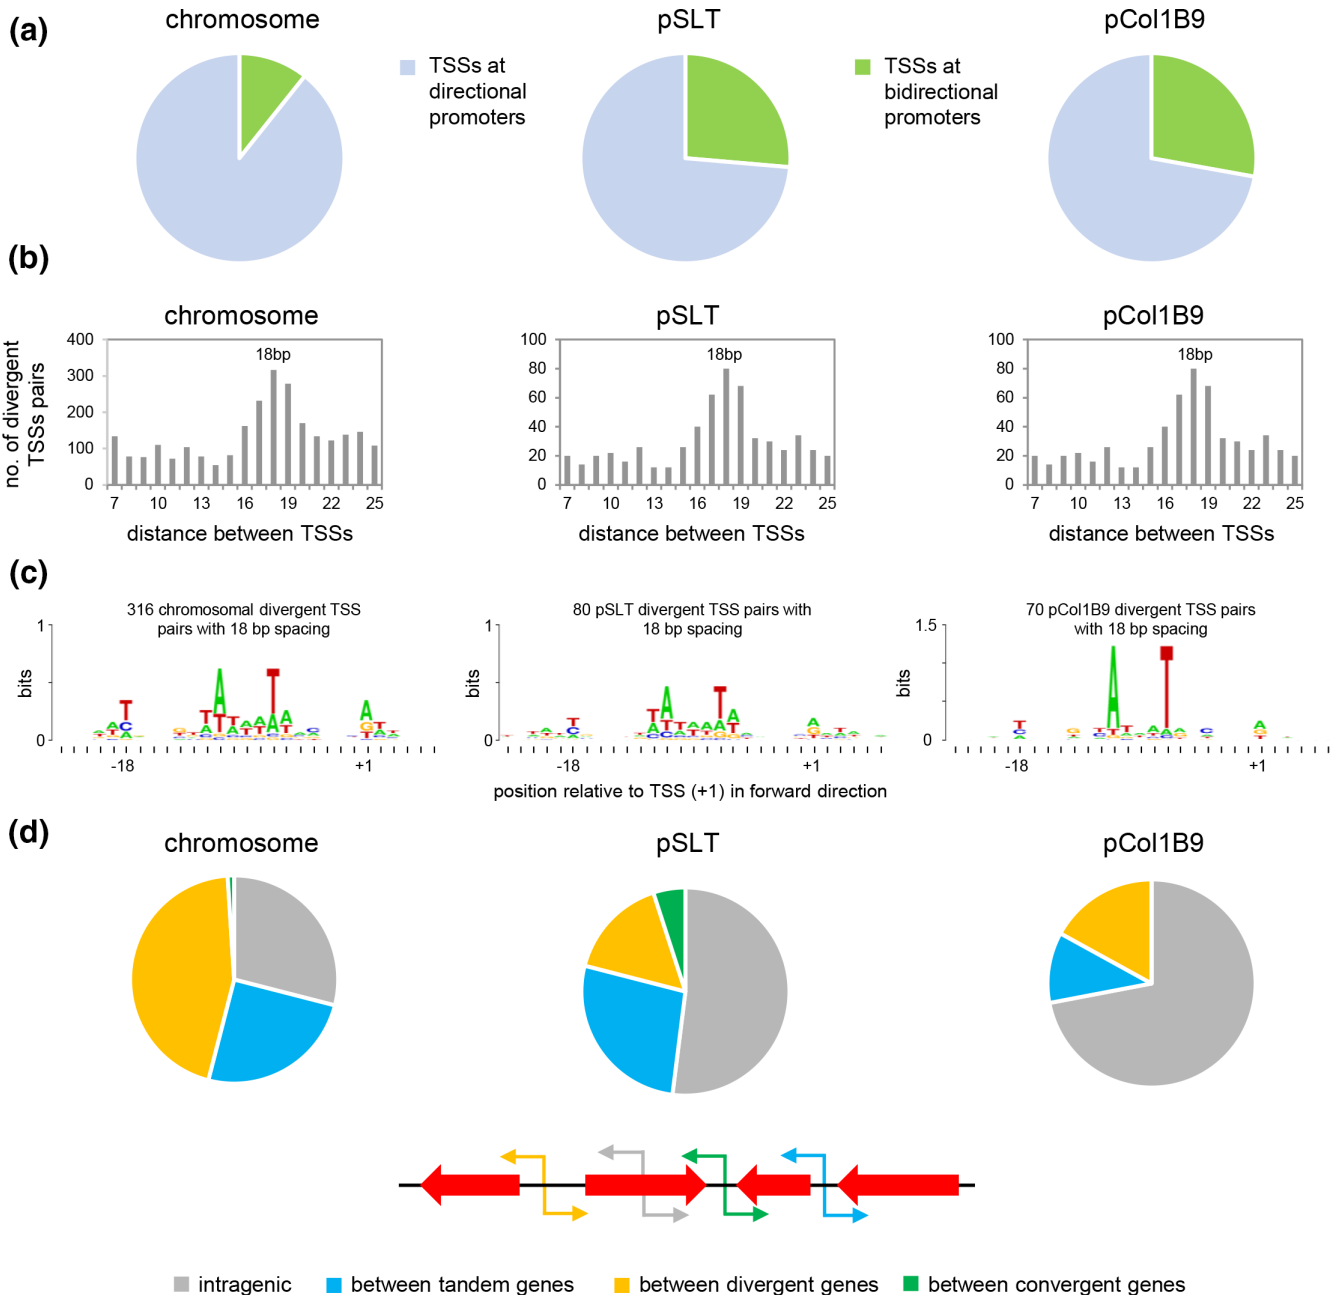 (a)
chromosome
pSLT
pCol1B9
TSSs at
directional
promoters
TSSs at
bidirectional
promoters
(b)
chromosome
pSLT
pCol1B9
no. of divergent
TSSs pairs
400
300
200
100
0
18bp
7 10 13 16 19 22 25
distance between TSSs
100
80
60
40
20
0
18bp
7 10 13 16 19 22 25
distance between TSSs
100
80
60
40
20
0
18bp
7 10 13 16 19 22 25
distance between TSSs
(c)
316 chromosomal divergent TSS
pairs with 18 bp spacing
1
bits
0
-18 +1
80 pSLT divergent TSS pairs with
18 bp spacing
1
bits
0
-18 +1
70 pCol1B9 divergent TSS pairs
with 18 bp spacing
1.5
bits
0
-18 +1
position relative to TSS (+1) in forward direction
(d)
chromosome
pSLT
pCol1B9
intragenic
between tandem genes
between divergent genes
between convergent genes